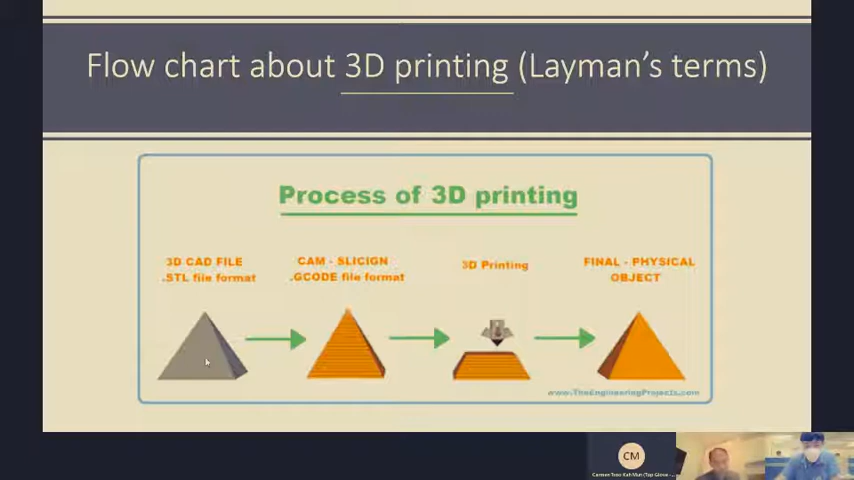 Flow chart about 3D printing (Layman's terms)
Process of 3D printing
3D CAD FILE
.STL file format
CAM - SLICIGN
.GCODE file format
3D Printing
FINAL - PHYSICAL
OBJECT
www.TheEngineeringProjects.com
CM